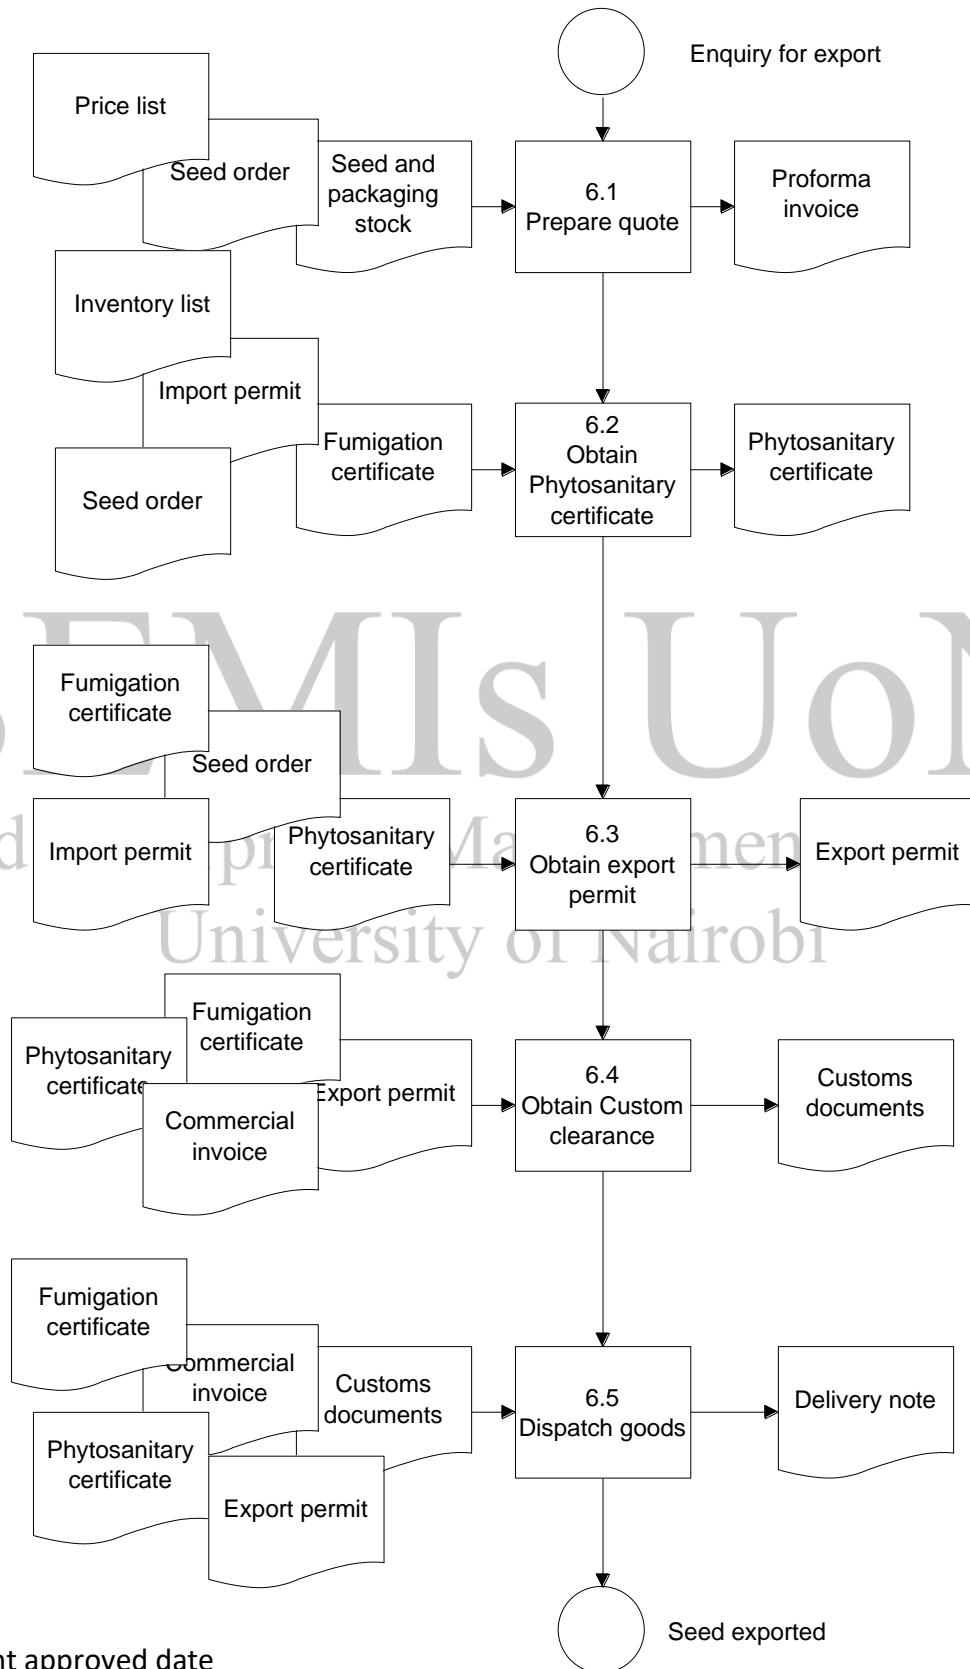 Enquiry for export
Price list
Seed order
Seed and
packaging
stock
6.1
Prepare quote
Proforma
invoice
Inventory list
Import permit
Seed order
Fumigation
certificate
6.2
Obtain
Phytosanitary
certificate
Phytosanitary
certificate
EMIs UoN
Fumigation
certificate
Seed order
Import permit
Phytosanitary
certificate
6.3
Obtain export
permit
Export permit
University of Nairobi
Fumigation
certificate
Phytosanitary
certificate
Commercial
invoice
Export permit
6.4
Obtain Custom
clearance
Customs
documents
Fumigation
certificate
Commercial
invoice
Customs
documents
Phytosanitary
certificate
Export permit
6.5
Dispatch goods
Delivery note
Seed exported
approved date